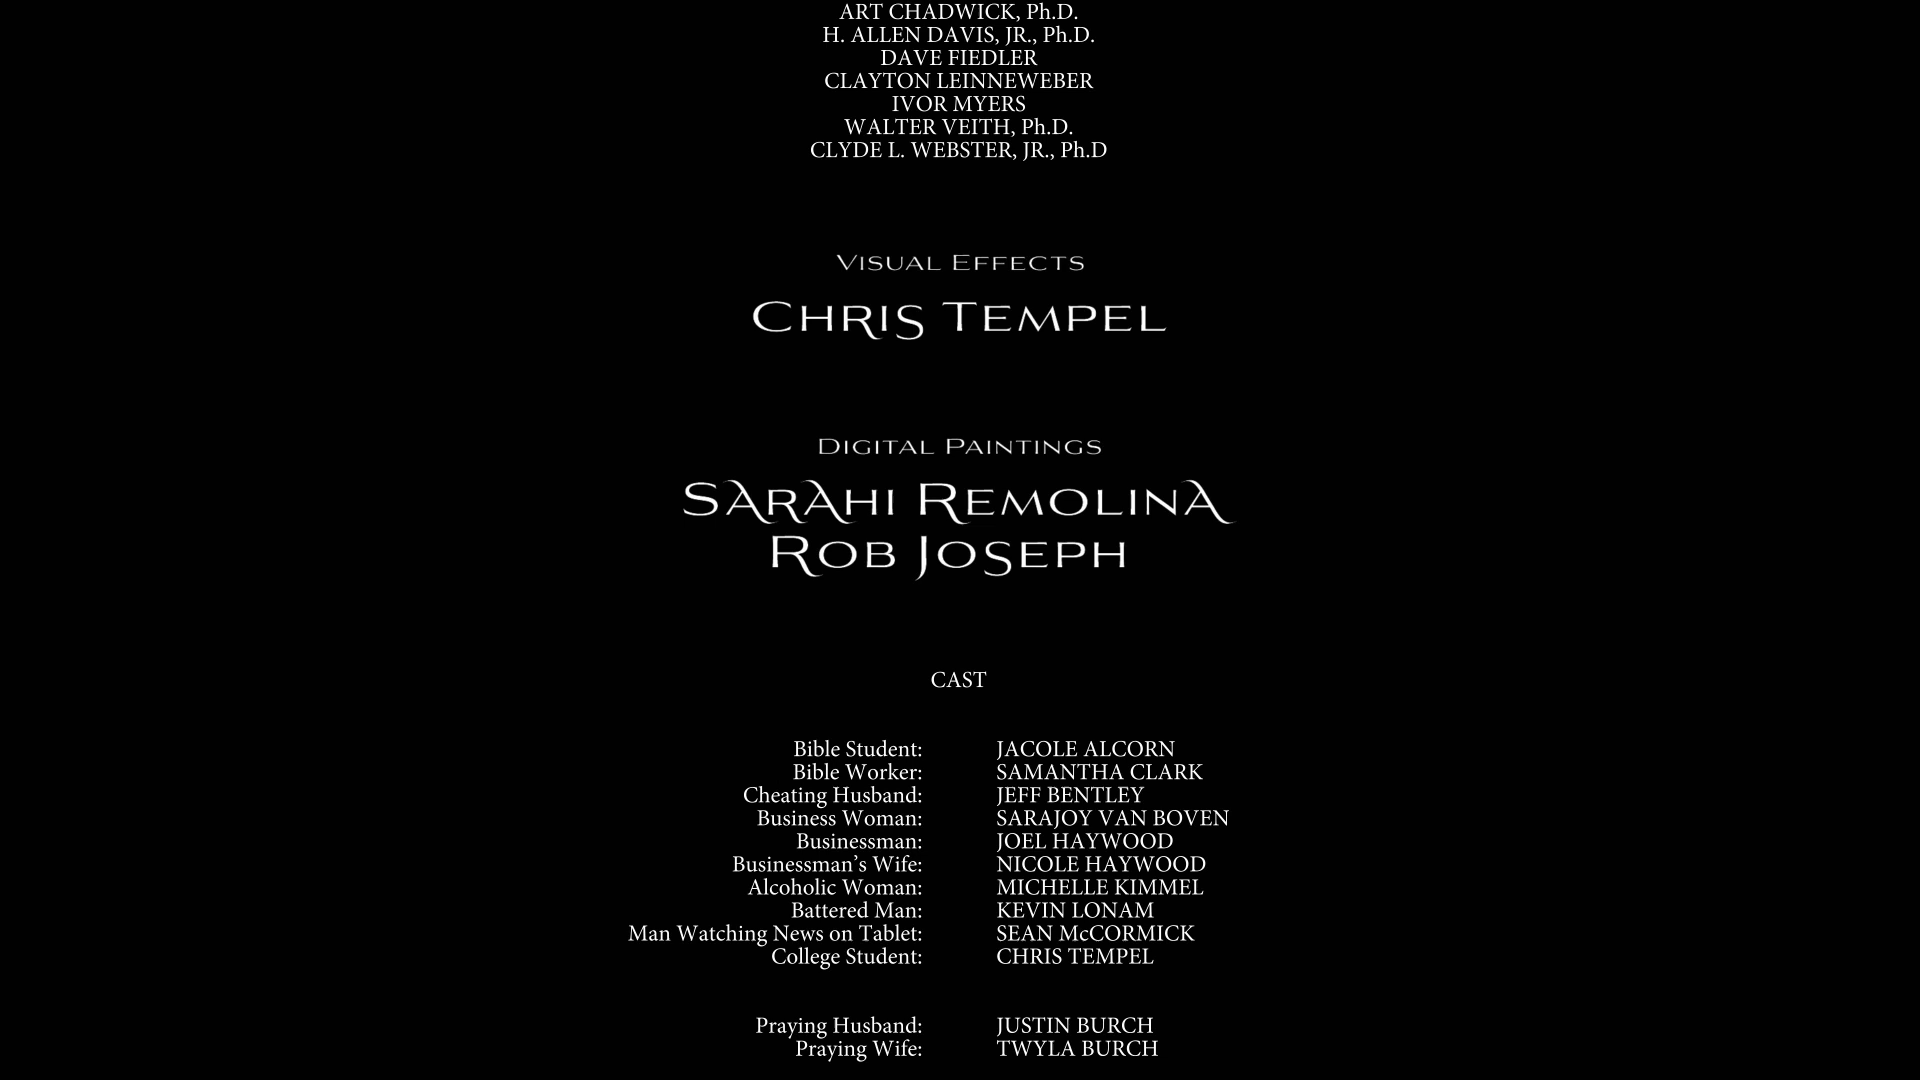 ART CHADWICK, Ph.D.
H. ALLEN DAVIS, JR., Ph.D.
DAVE FIEDLER
CLAYTON LEINNEWEBER
IVOR MYERS
WALTER VEITH, Ph.D.
CLYDE L. WEBSTER, JR., Ph.D
VISUAL EFFECTS
CHRIS TEMPEL
DIGITAL PAINTINGS
SARAHI REMOLINA
ROB JOSEPH
CAST
Bible Student: JACOLE ALCORN
Bible Worker: SAMANTHA CLARK
Cheating Husband: JEFF BENTLEY
Business Woman: SARAJOY VAN BOVEN
Businessman: JOEL HAYWOOD
Businessman’s Wife: NICOLE HAYWOOD
Alcoholic Woman: MICHELLE KIMMEL
Battered Man: KEVIN LONAM
Man Watching News on Tablet: SEAN McCORMICK
College Student: CHRIS TEMPEL
Praying Husband: JUSTIN BURCH
Praying Wife: TWYLA BURCH